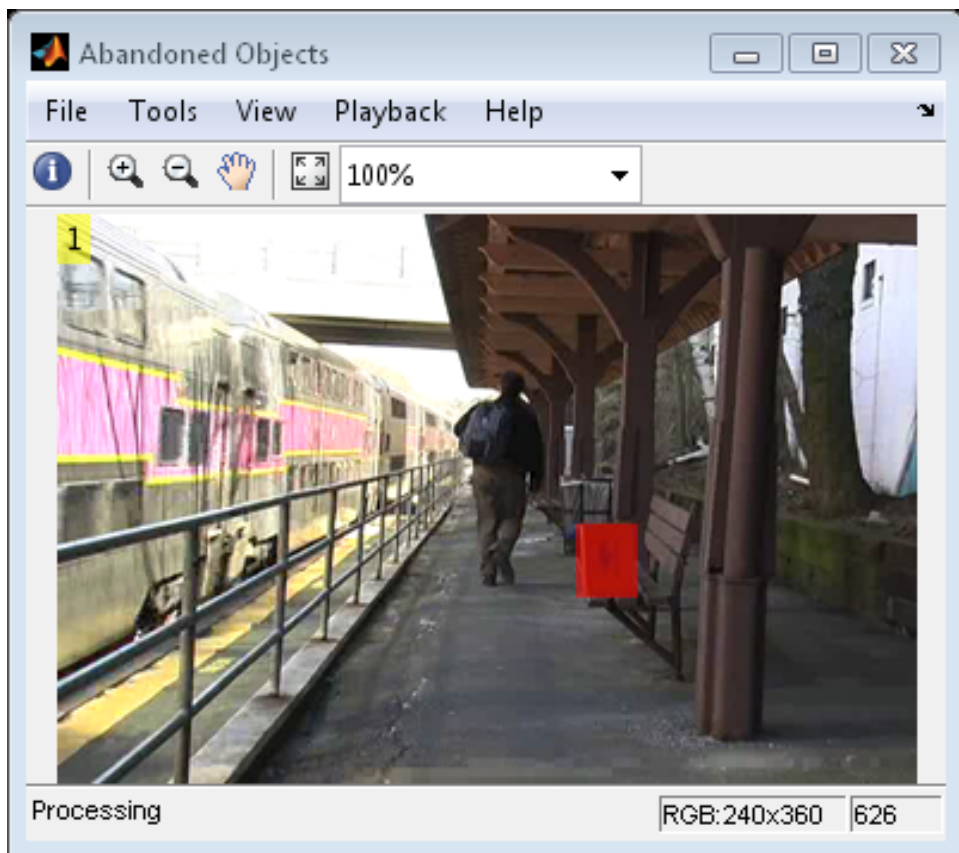 Abandoned Objects
File Tools View Playback Help
100%
1
Processing
RGB:240x360 626